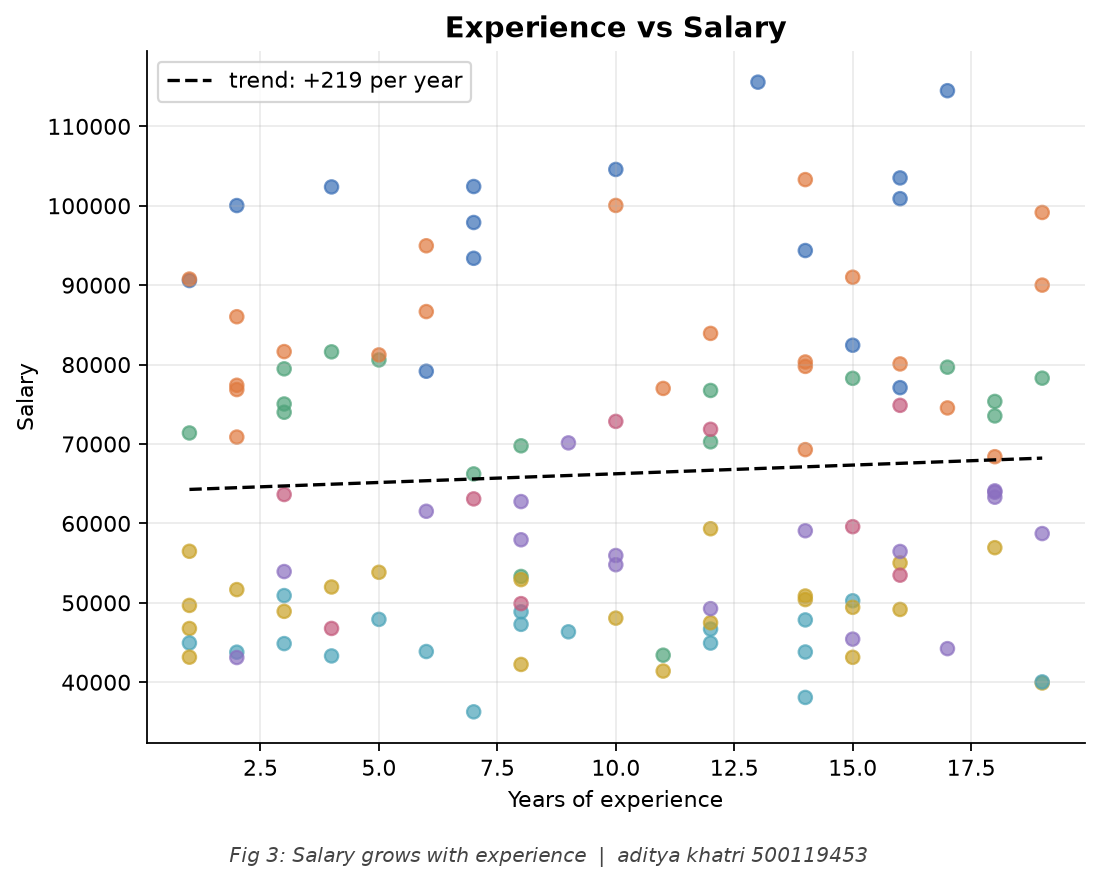 Experience vs Salary
trend: +219 per year
110000
100000
90000
80000
70000
60000
50000
40000
Salary
2.5 5.0 7.5 10.0 12.5 15.0 17.5
Years of experience
Fig 3: Salary grows with experience | aditya khatri 500119453